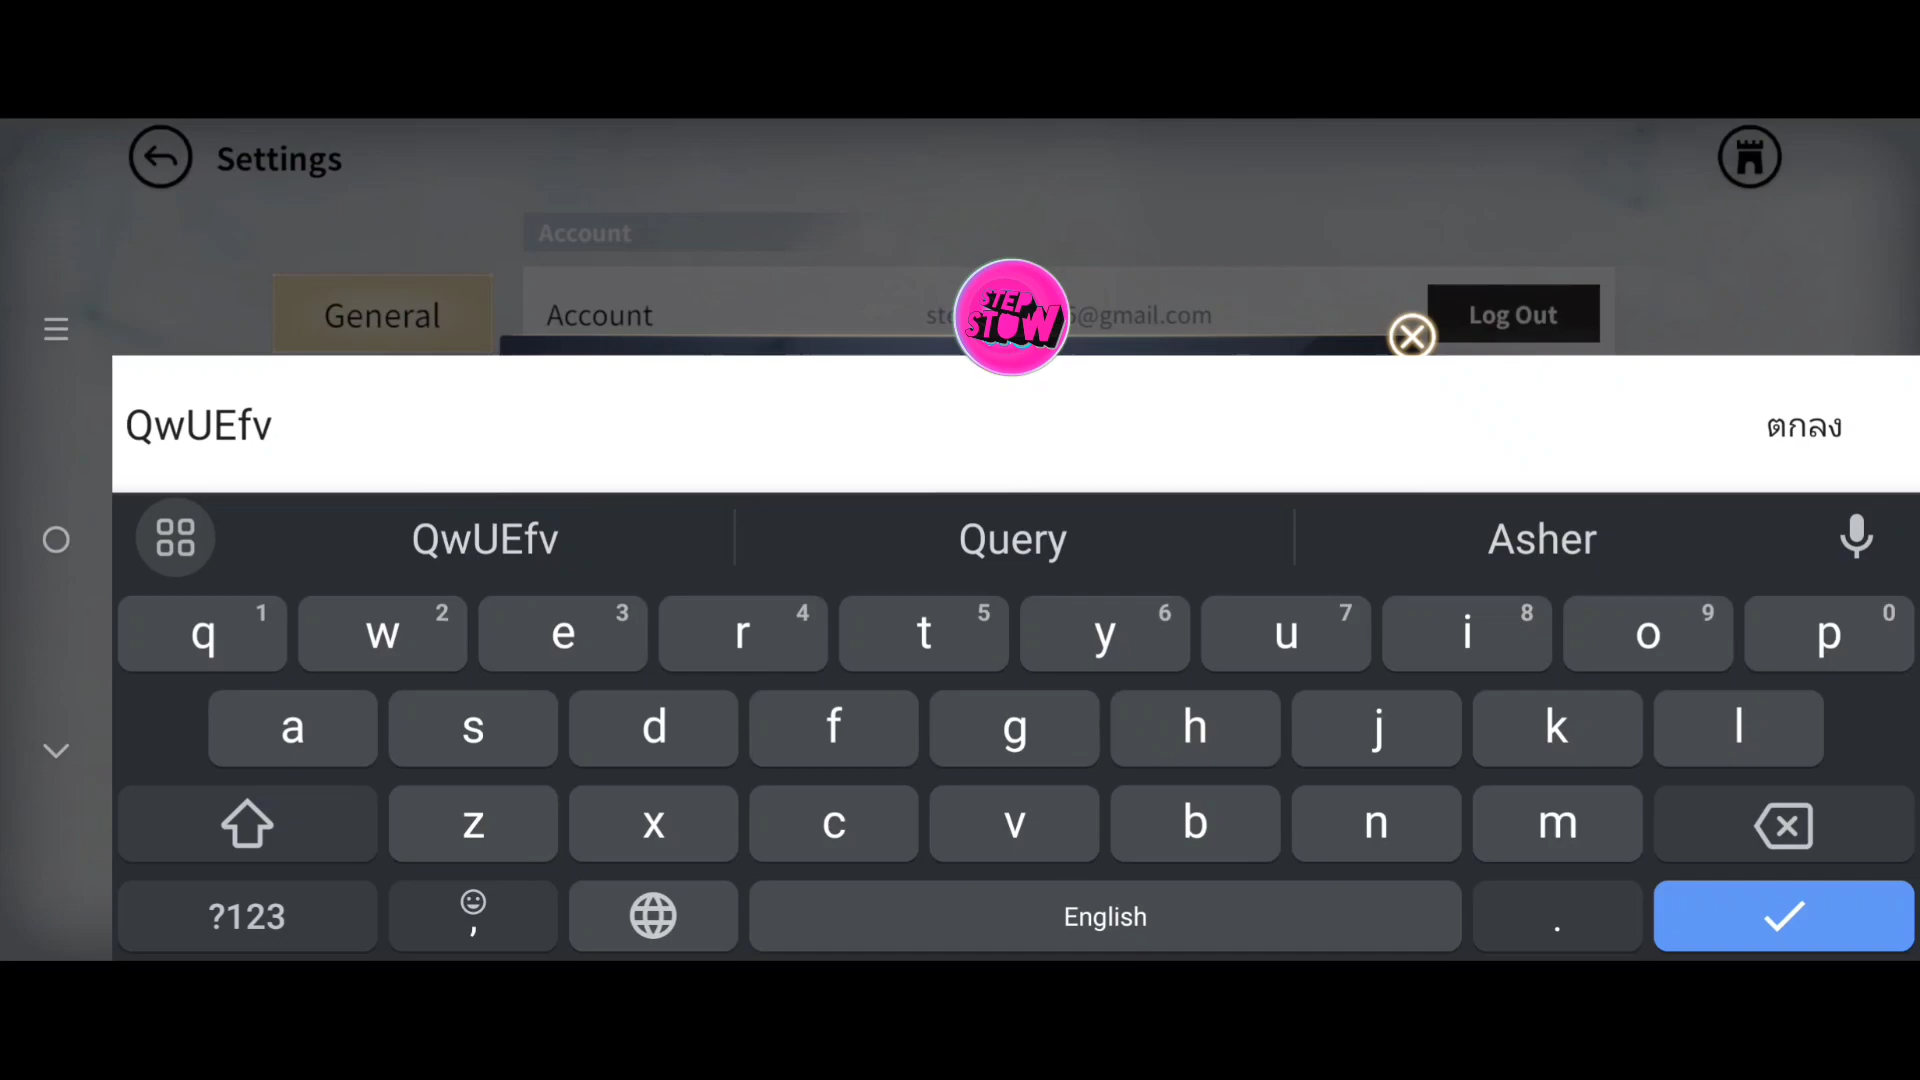 Settings
Account
General
Account
@gmail.com
Log Out
STEP
STOW
QwUEfv
ตกลง
QwUEfv
Query
Asher
q 1 w 2 e 3 r 4 t 5 y 6 u 7 i 8 o 9 p 0
a s d f g h j k l
z x c v b n m
?123 , English .